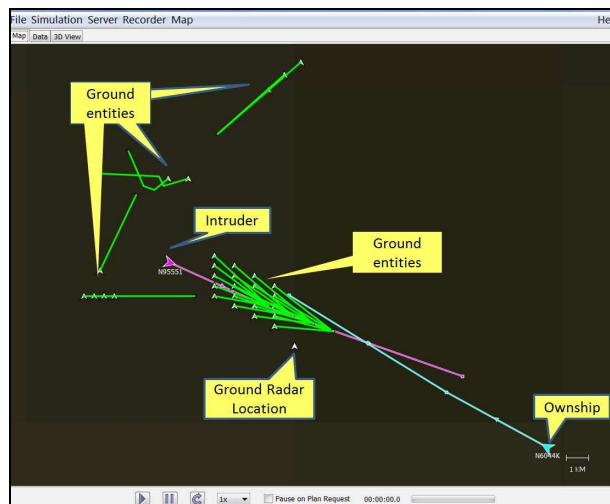 File Simulation Server Recorder Map He
Map Data 3D View
Ground
entities
Intruder
N95551
Ground
entities
Ground Radar
Location
Ownship
N6044K
1 kM
1x Pause on Plan Request 00:00:00.0